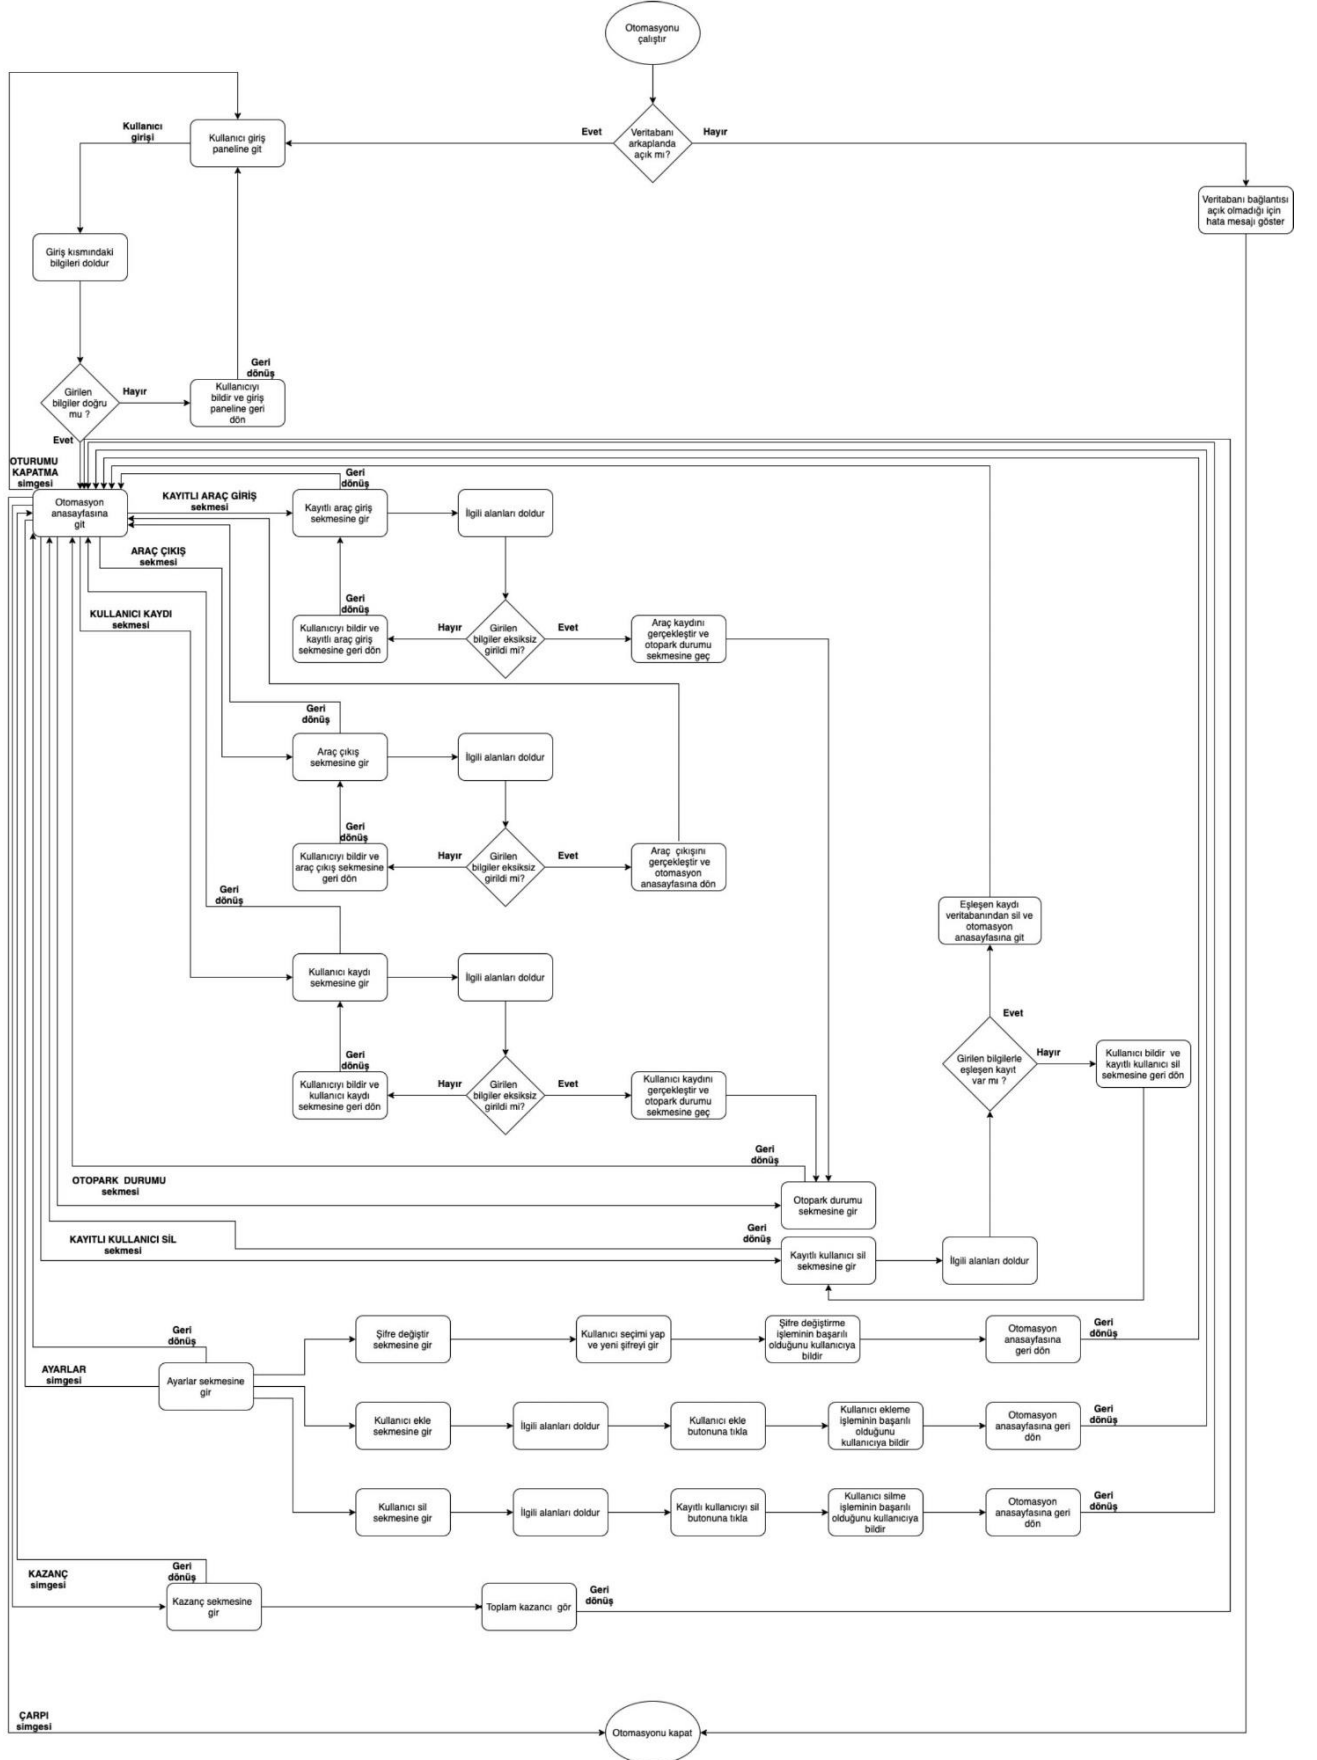 Otomasyonu
çalıştır
Evet
Veritabanı
arkaplanda
açık mı?
Hayır
Kullanıcı
girişi
Kullanıcı giriş
paneline git
Veritabanı bağlantısı
açık olmadığı için
hata mesajı göster
Giriş kısmındaki
bilgileri doldur
Geri
dönüş
Girilen
bilgiler doğru
mu ?
Hayır
Kullanıcıyı
bildir ve giriş
paneline geri
dön
Evet
OTURUMU
KAPATMA
simgesi
Otomasyon
anasayfasına
git
KAYITLI ARAÇ GİRİŞ
sekmesi
Geri
dönüş
Kayıtlı araç giriş
sekmesine gir
İlgili alanları doldur
ARAÇ ÇIKIŞ
sekmesi
KULLANICI KAYDI
sekmesi
Geri
dönüş
Kullanıcıyı bildir ve
kayıtlı araç giriş
sekmesine geri dön
Hayır
Girilen
bilgiler eksiksiz
girildi mi?
Evet
Araç kaydını
gerçekleştir ve
otopark durumu
sekmesine geç
Geri
dönüş
Araç çıkış
sekmesine gir
İlgili alanları doldur
Geri
dönüş
Kullanıcıyı bildir ve
araç çıkış sekmesine
geri dön
Hayır
Girilen
bilgiler eksiksiz
girildi mi?
Evet
Araç  çıkışını
gerçekleştir ve
otomasyon
anasayfasına dön
Geri
dönüş
Eşleşen kaydı
veritabanından sil ve
otomasyon
anasayfasına git
Kullanıcı kaydı
sekmesine gir
İlgili alanları doldur
Evet
Girilen bilgilerle
eşleşen kayıt
var mı ?
Hayır
Kullanıcı bildir  ve
kayıtlı kullanıcı sil
sekmesine geri dön
Geri
dönüş
Kullanıcıyı bildir ve
kullanıcı kaydı
sekmesine geri dön
Hayır
Girilen
bilgiler eksiksiz
girildi mi?
Evet
Kullanıcı kaydını
gerçekleştir ve
otopark durumu
sekmesine geç
Geri
dönüş
OTOPARK  DURUMU
sekmesi
Otopark durumu
sekmesine gir
KAYITLI KULLANICI SİL
sekmesi
Geri
dönüş
Kayıtlı kullanıcı sil
sekmesine gir
İlgili alanları doldur
Geri
dönüş
AYARLAR
simgesi
Ayarlar sekmesine
gir
Şifre değiştir
sekmesine gir
Kullanıcı seçimi yap
ve yeni şifreyi gir
Şifre değiştirme
işleminin başarılı
olduğunu kullanıcıya
bildir
Otomasyon
anasayfasına
geri dön
Geri
dönüş
Kullanıcı ekle
sekmesine gir
İlgili alanları doldur
Kullanıcı ekle
butonuna tıkla
Kullanıcı ekleme
işleminin başarılı
olduğunu
kullanıcıya bildir
Otomasyon
anasayfasına geri
dön
Geri
dönüş
Kullanıcı sil
sekmesine gir
İlgili alanları doldur
Kayıtlı kullanıcıyı sil
butonuna tıkla
Kullanıcı silme
işleminin başarılı
olduğunu kullanıcıya
bildir
Otomasyon
anasayfasına geri
dön
Geri
dönüş
KAZANÇ
simgesi
Geri
dönüş
Kazanç sekmesine
gir
Toplam kazancı  gör
Geri
dönüş
ÇARPI
simgesi
Otomasyonu kapat